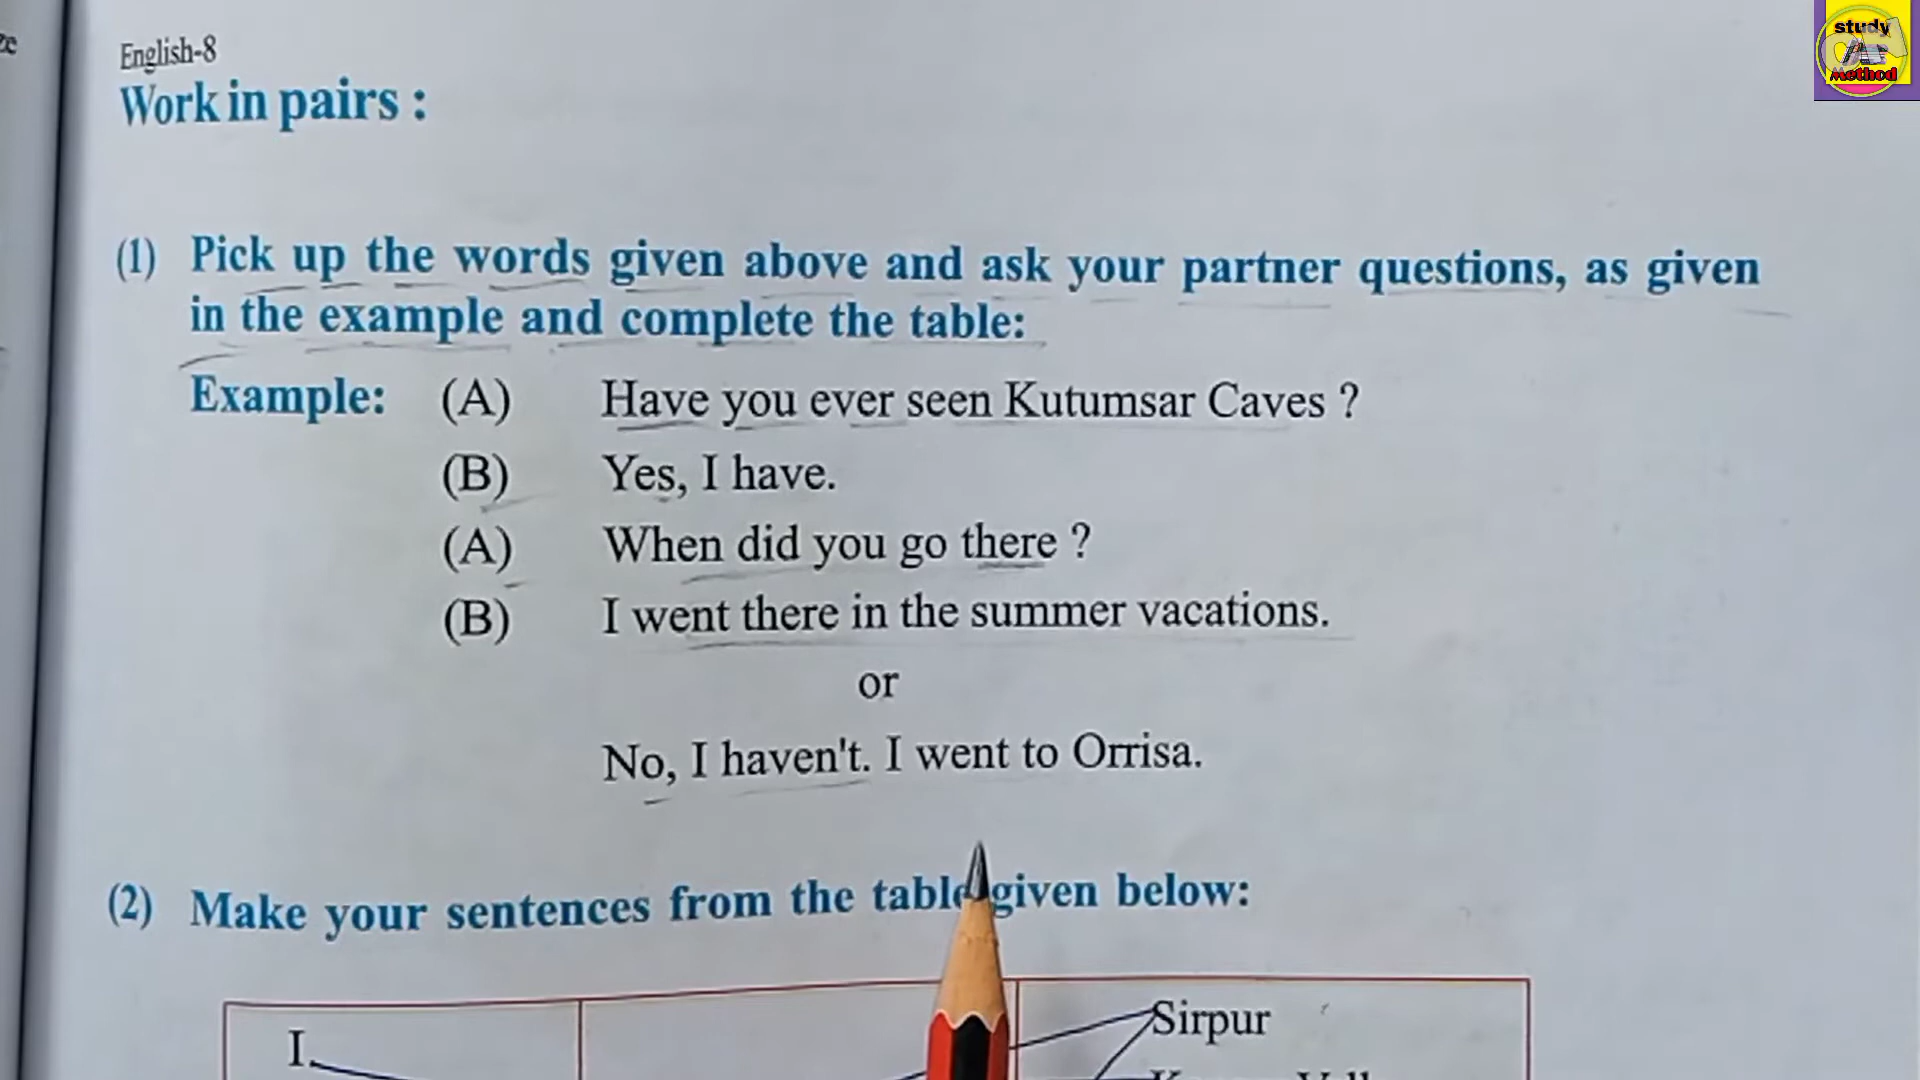 English-8
Work in pairs :
(1) Pick up the words given above and ask your partner questions, as given
in the example and complete the table:
Example: (A) Have you ever seen Kutumsar Caves ?
(B) Yes, I have.
(A) When did you go there ?
(B) I went there in the summer vacations.
or
No, I haven't. I went to Orrisa.
(2) Make your sentences from the table given below:
I
Sirpur
study
Method